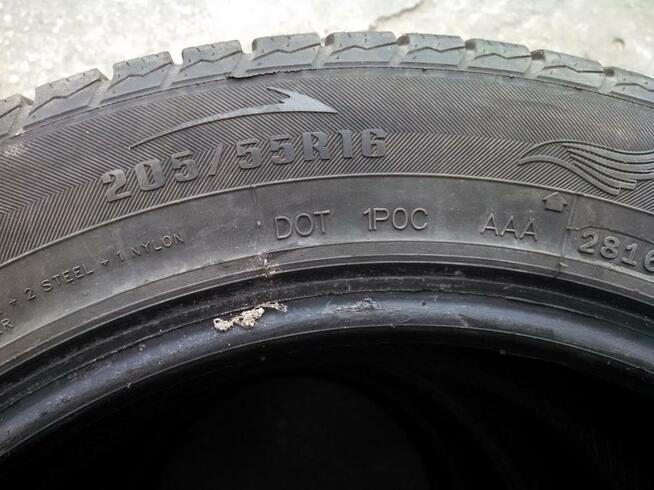 205/55R16
DOT 1P0C AAA 2816
+ 2 STEEL + 1 NYLON
R